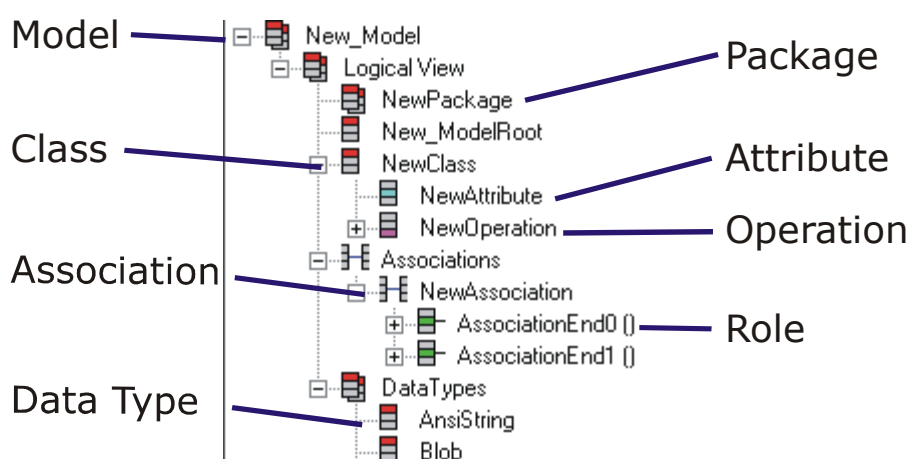 Model
New_Model
Logical View
Package
NewPackage
New_ModelRoot
Class
NewClass
Attribute
NewAttribute
NewOperation
Operation
Associations
Association
NewAssociation
AssociationEnd0 ()
Role
AssociationEnd1 ()
DataTypes
Data Type
AnsiString
Blob